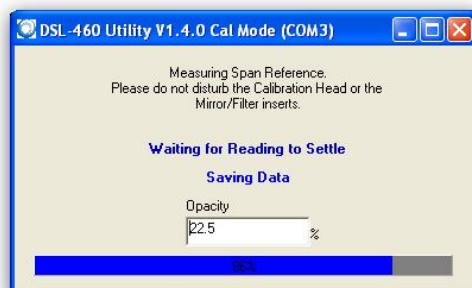 DSL-460 Utility V1.4.0 Cal Mode (COM3)
Measuring Span Reference.
Please do not disturb the Calibration Head or the
Mirror/Filter inserts.
Waiting for Reading to Settle
Saving Data
Opacity
22.5
%
86%